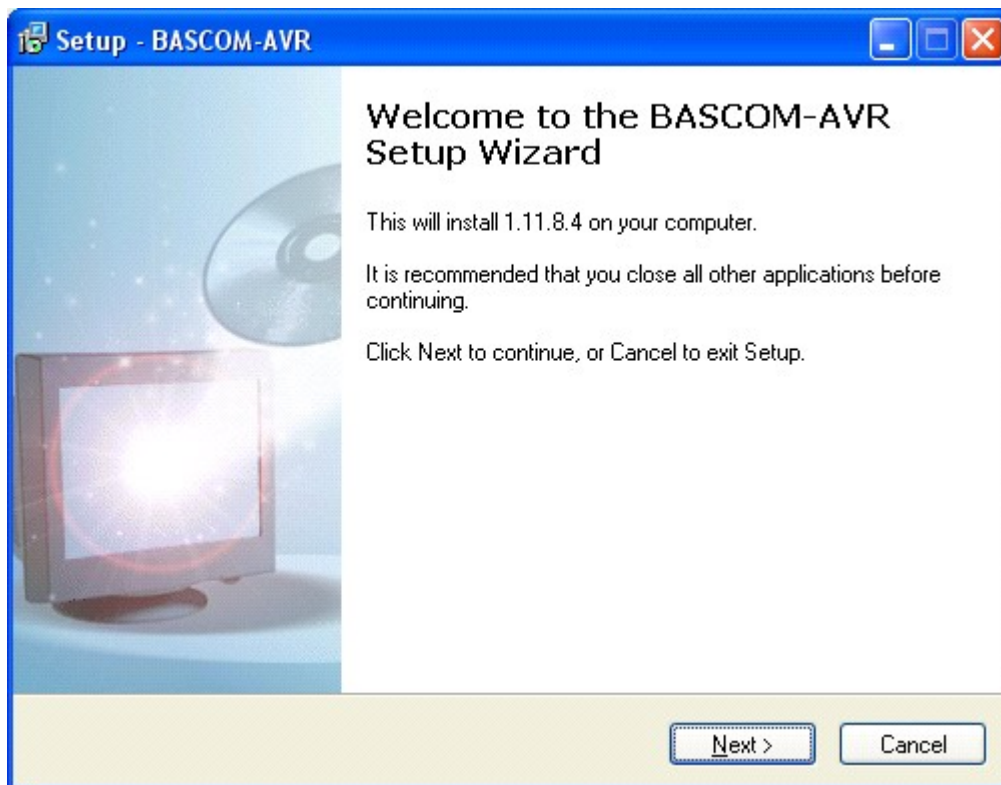 Setup - BASCOM-AVR
Welcome to the BASCOM-AVR
Setup Wizard
This will install 1.11.8.4 on your computer.
It is recommended that you close all other applications before
continuing.
Click Next to continue, or Cancel to exit Setup.
Next >
Cancel